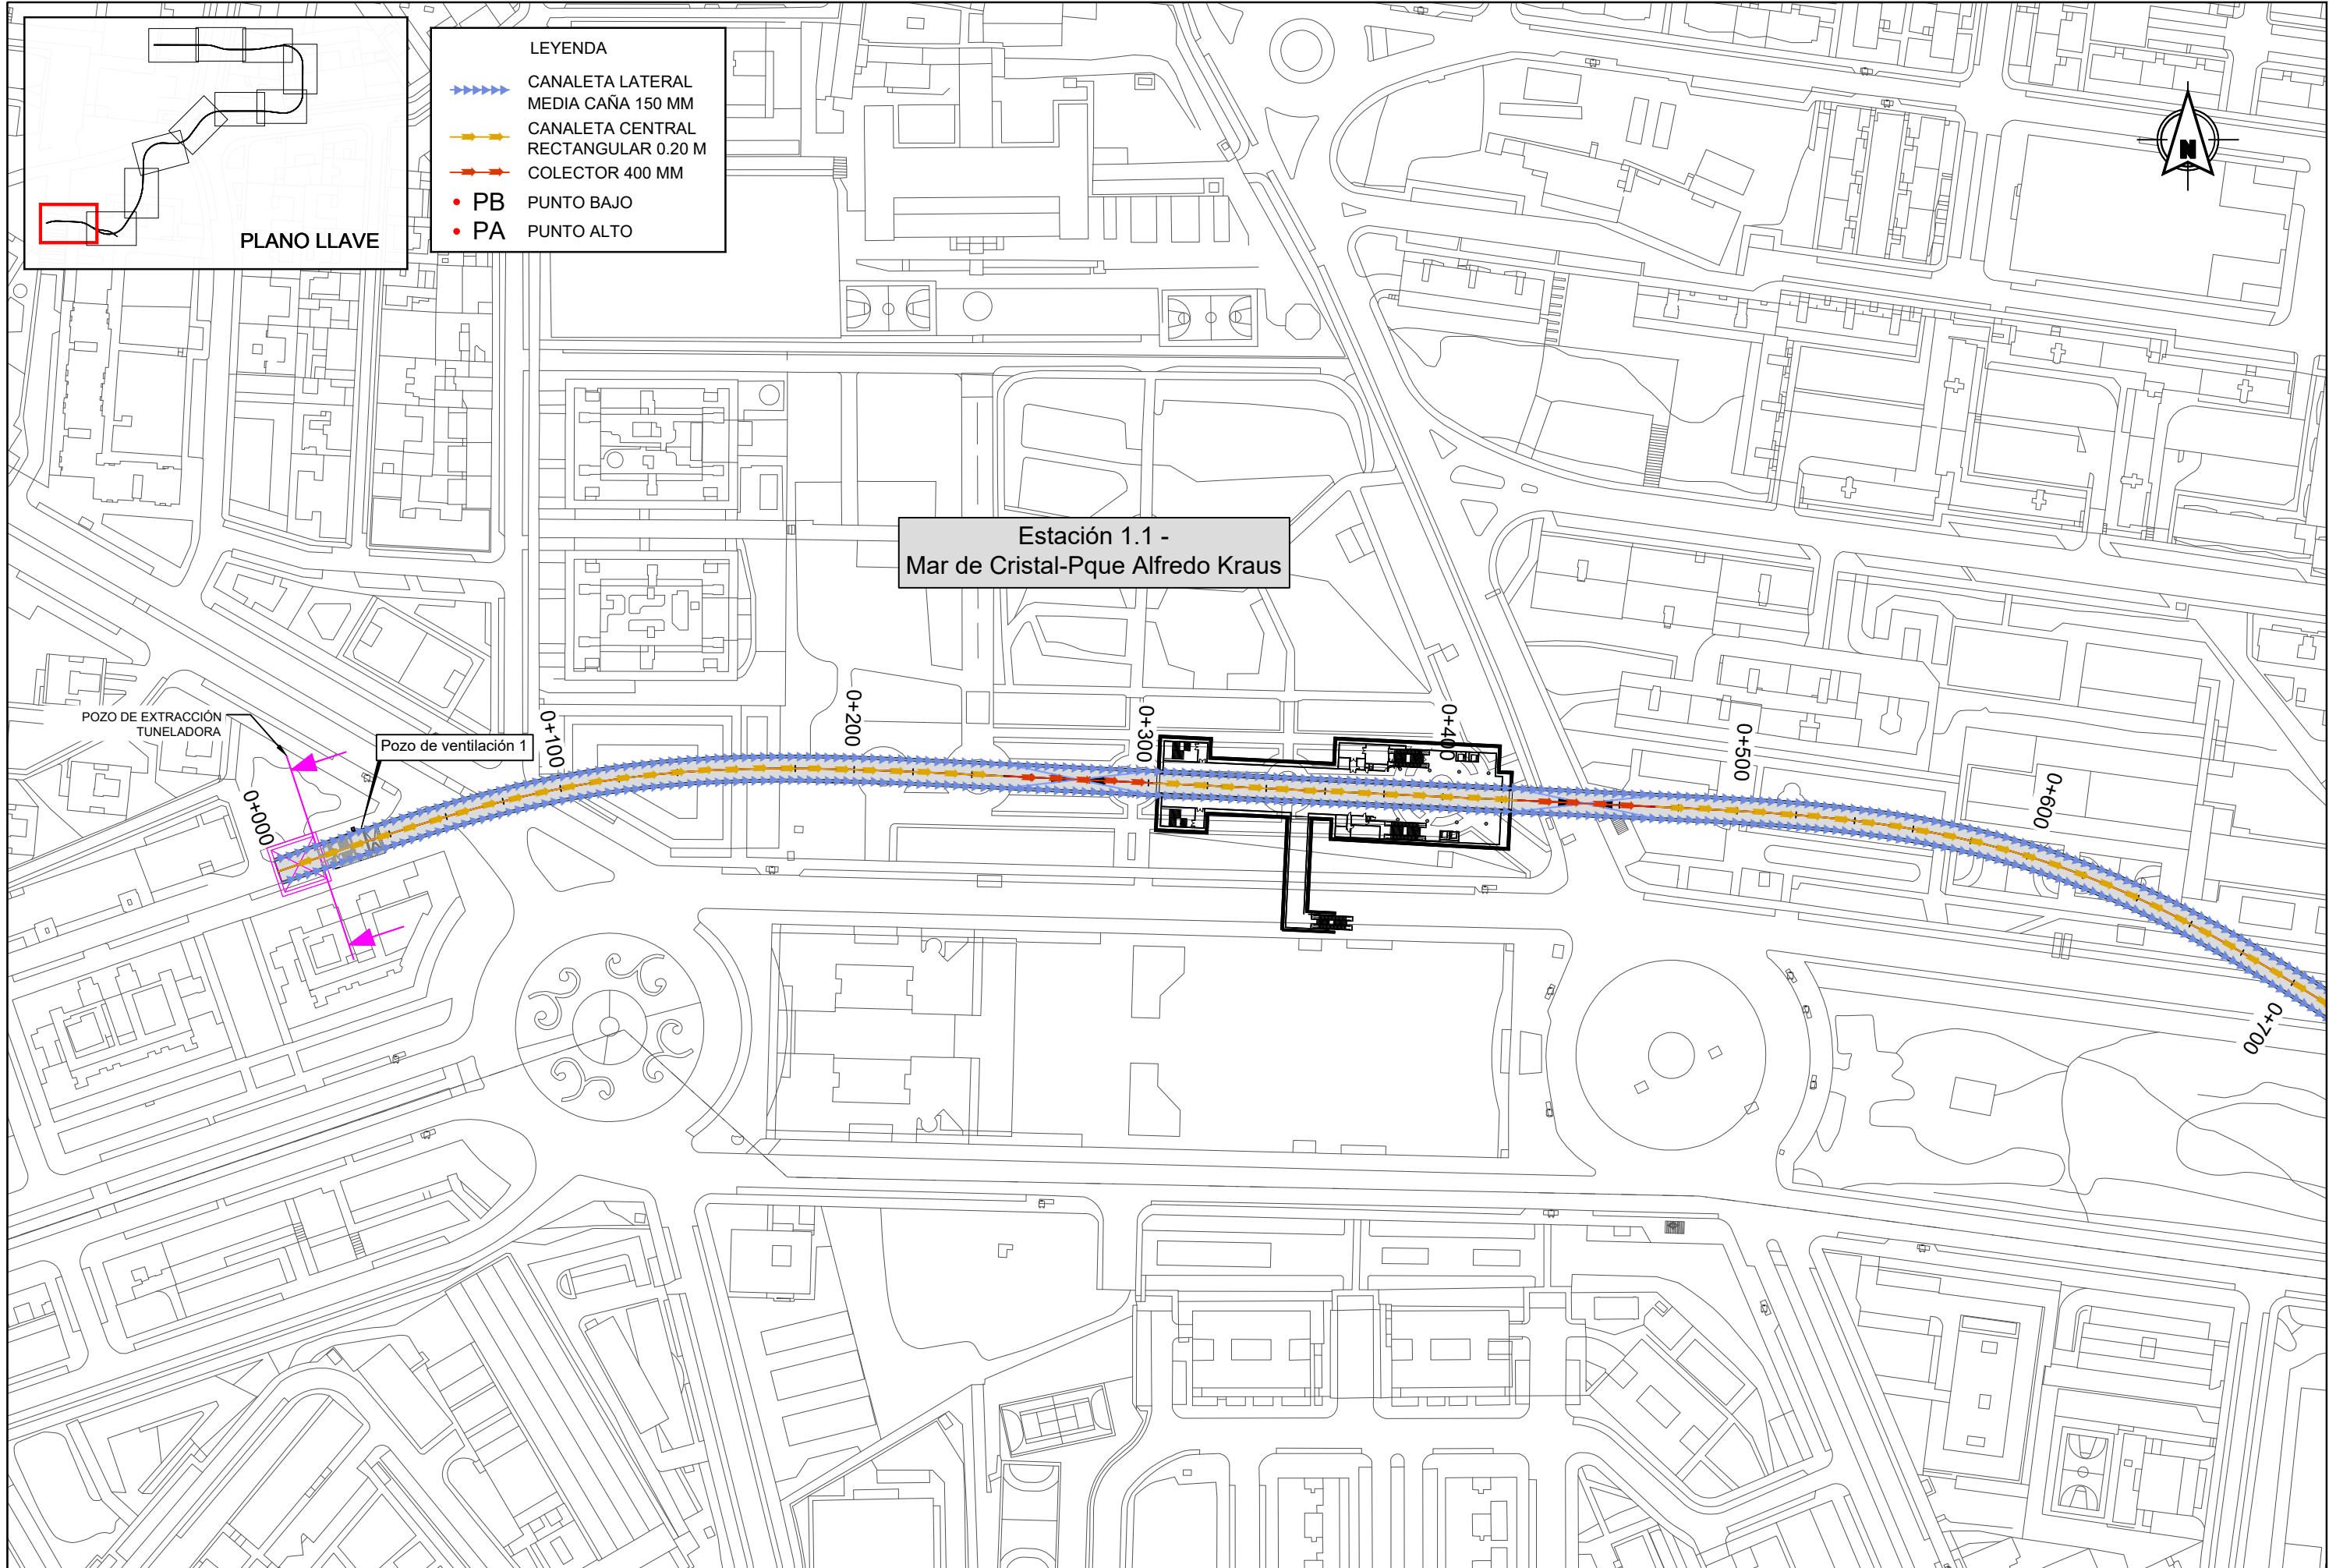 PLANO LLAVE
LEYENDA
CANALETA LATERAL
MEDIA CAÑA 150 MM
CANALETA CENTRAL
RECTANGULAR 0.20 M
COLECTOR 400 MM
PB PUNTO BAJO
PA PUNTO ALTO
N
Estación 1.1 -
Mar de Cristal-Pque Alfredo Kraus
POZO DE EXTRACCIÓN
TUNELADORA
Pozo de ventilación 1
0+000
0+100
0+200
0+300
0+400
0+500
0+600
0+700